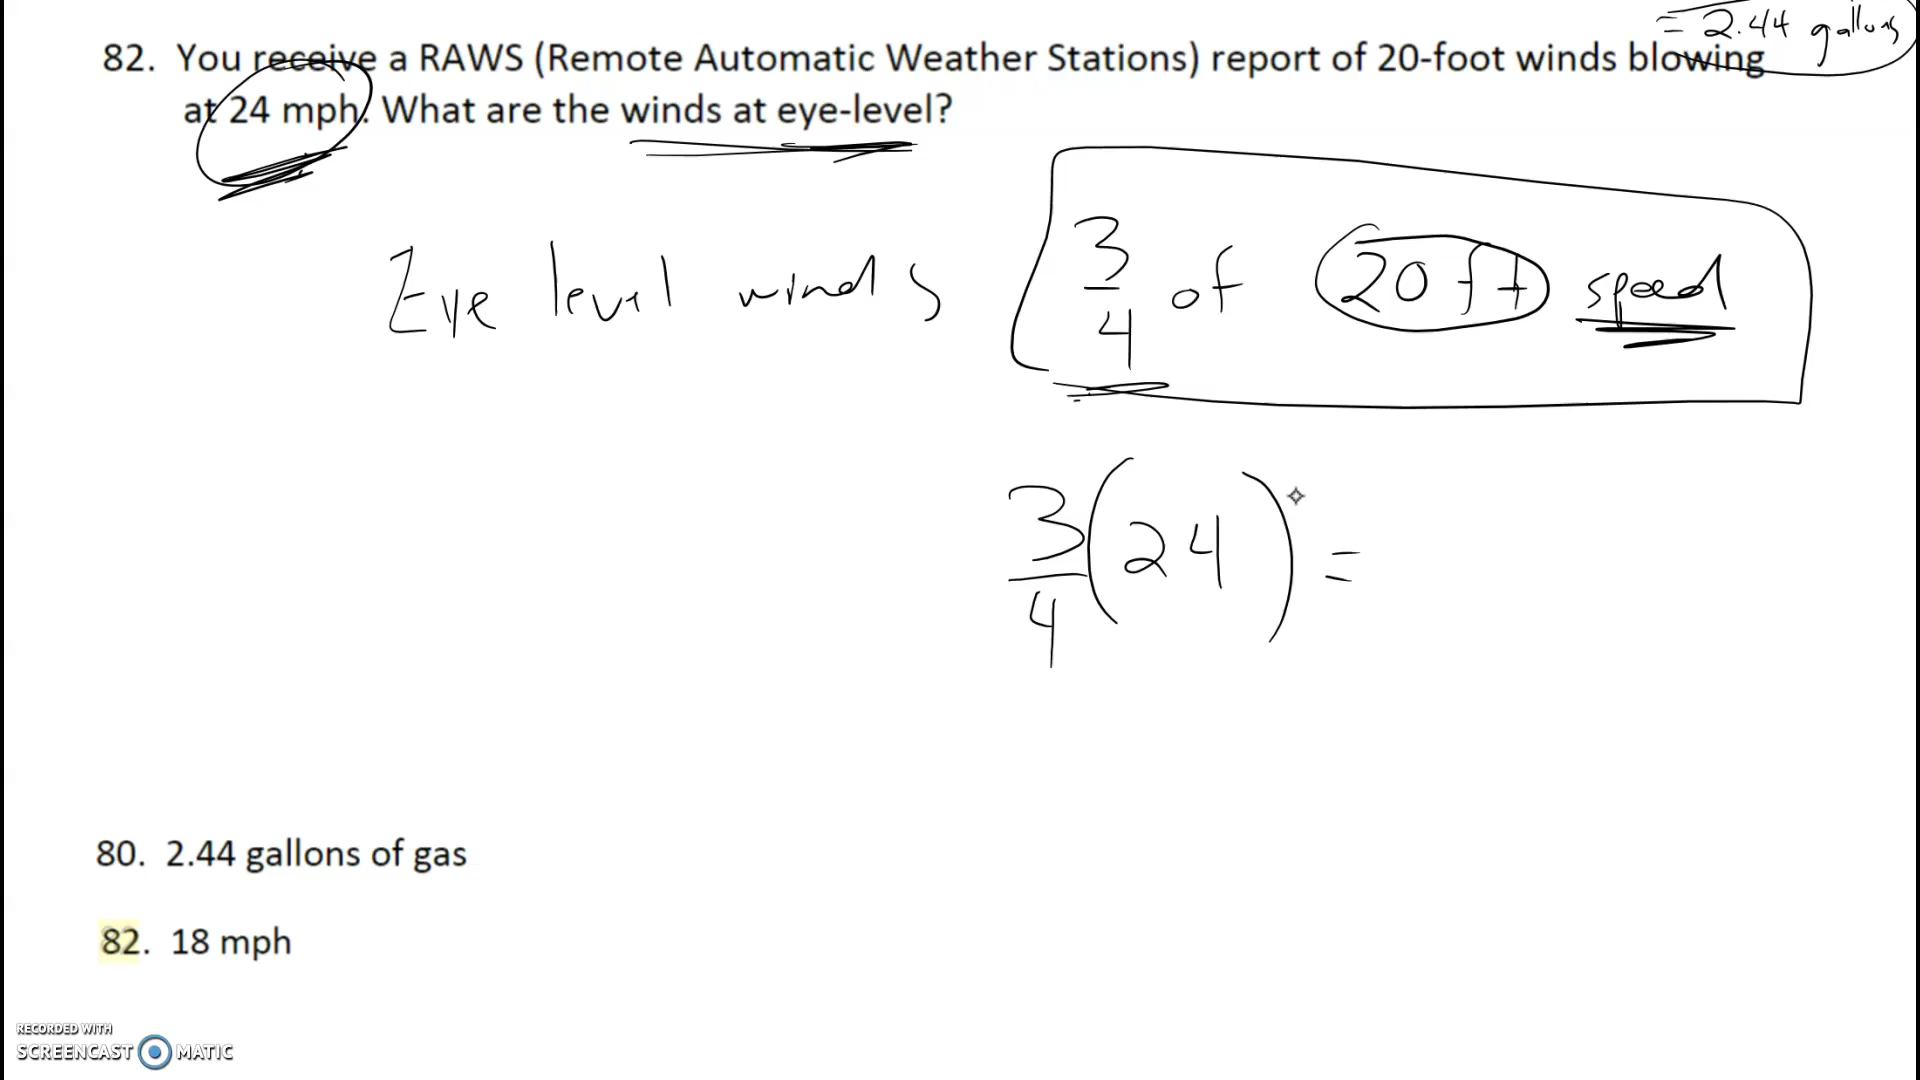 = 2.44 gallons
82. You receive a RAWS (Remote Automatic Weather Stations) report of 20-foot winds blowing
at 24 mph. What are the winds at eye-level?
Eye level winds 3/4 of 20 ft speed
3/4 (24) =
80. 2.44 gallons of gas
82. 18 mph
RECORDED WITH
SCREENCAST MATIC